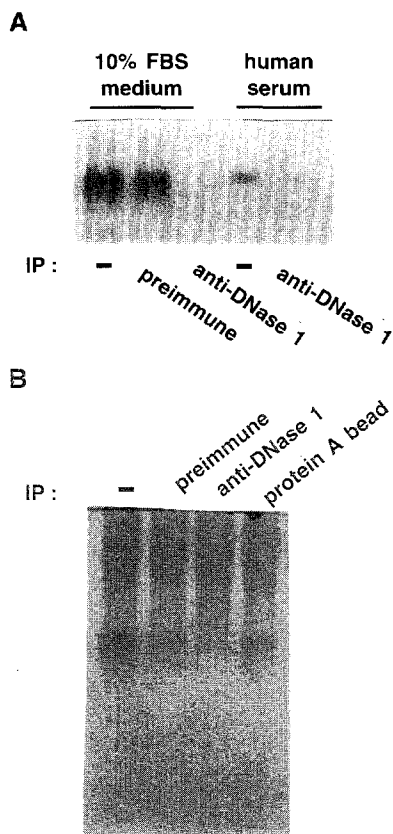 A
10% FBS medium
human serum
IP : – preimmune anti-DNase 1 – anti-DNase 1
B
IP : – preimmune anti-DNase 1 protein A bead